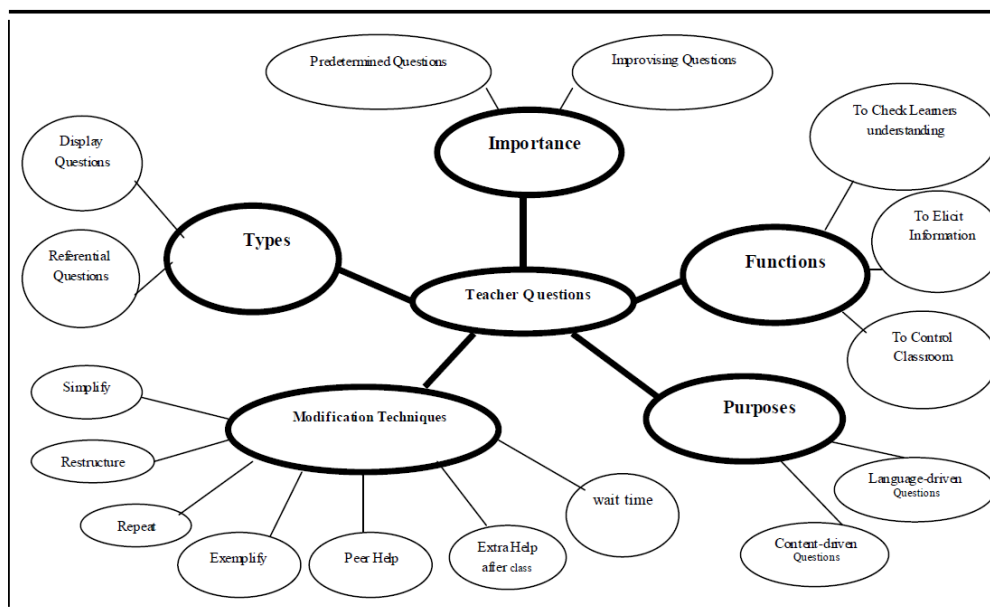 Predetermined Questions
Improvising Questions
Importance
To Check Learners
understanding
Display
Questions
Types
Referential
Questions
To Elicit
Information
Functions
Teacher Questions
To Control
Classroom
Simplify
Modification Techniques
Purposes
Restructure
Language-driven
Questions
wait time
Repeat
Exemplify
Peer Help
Extra Help
after class
Content-driven
Questions